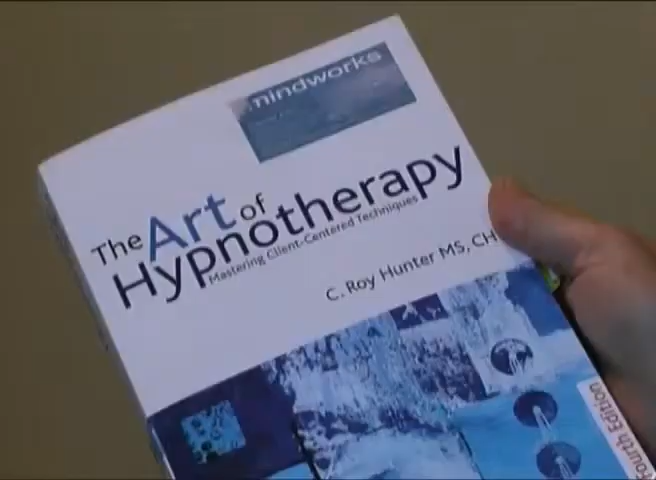 mindworks
The Art of
Hypnotherapy
Mastering Client-Centered Techniques
C. Roy Hunter MS, CH
Fourth Edition